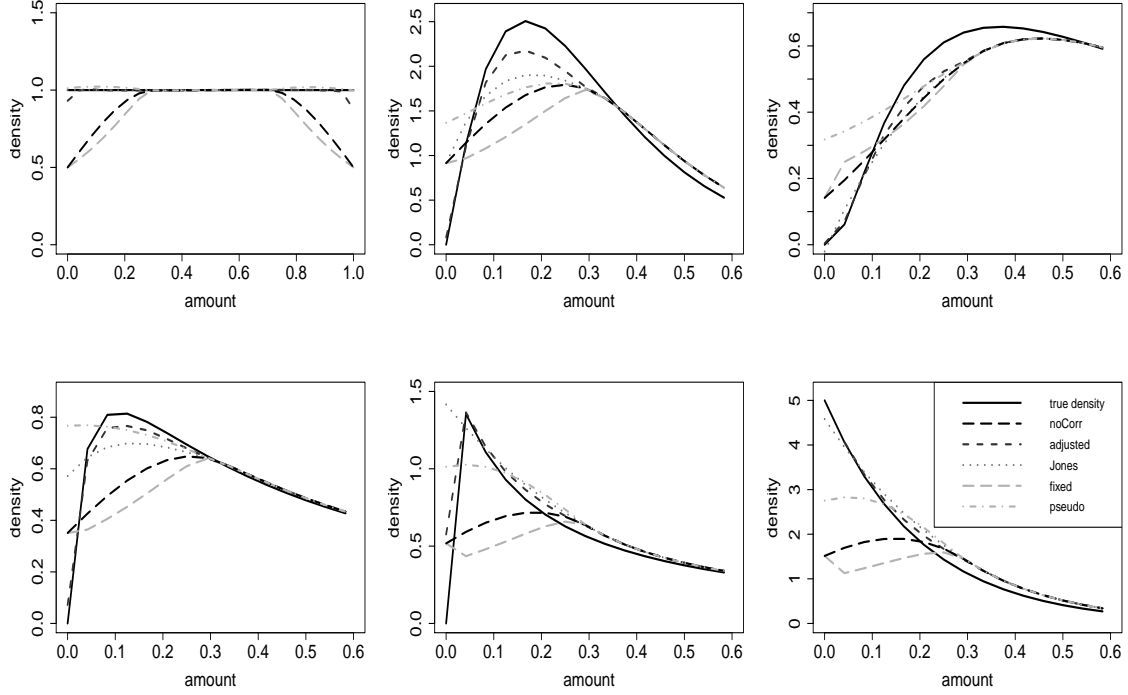 density
0.0 0.5 1.0 1.5
0.0 0.2 0.4 0.6 0.8 1.0
amount
density
0.0 0.5 1.0 1.5 2.0 2.5
0.0 0.1 0.2 0.3 0.4 0.5 0.6
amount
density
0.0 0.2 0.4 0.6
0.0 0.1 0.2 0.3 0.4 0.5 0.6
amount
density
0.0 0.2 0.4 0.6 0.8
0.0 0.1 0.2 0.3 0.4 0.5 0.6
amount
density
0.0 0.5 1.0 1.5
0.0 0.1 0.2 0.3 0.4 0.5 0.6
amount
density
0 1 2 3 4 5
0.0 0.1 0.2 0.3 0.4 0.5 0.6
amount
true density
noCorr
adjusted
Jones
fixed
pseudo